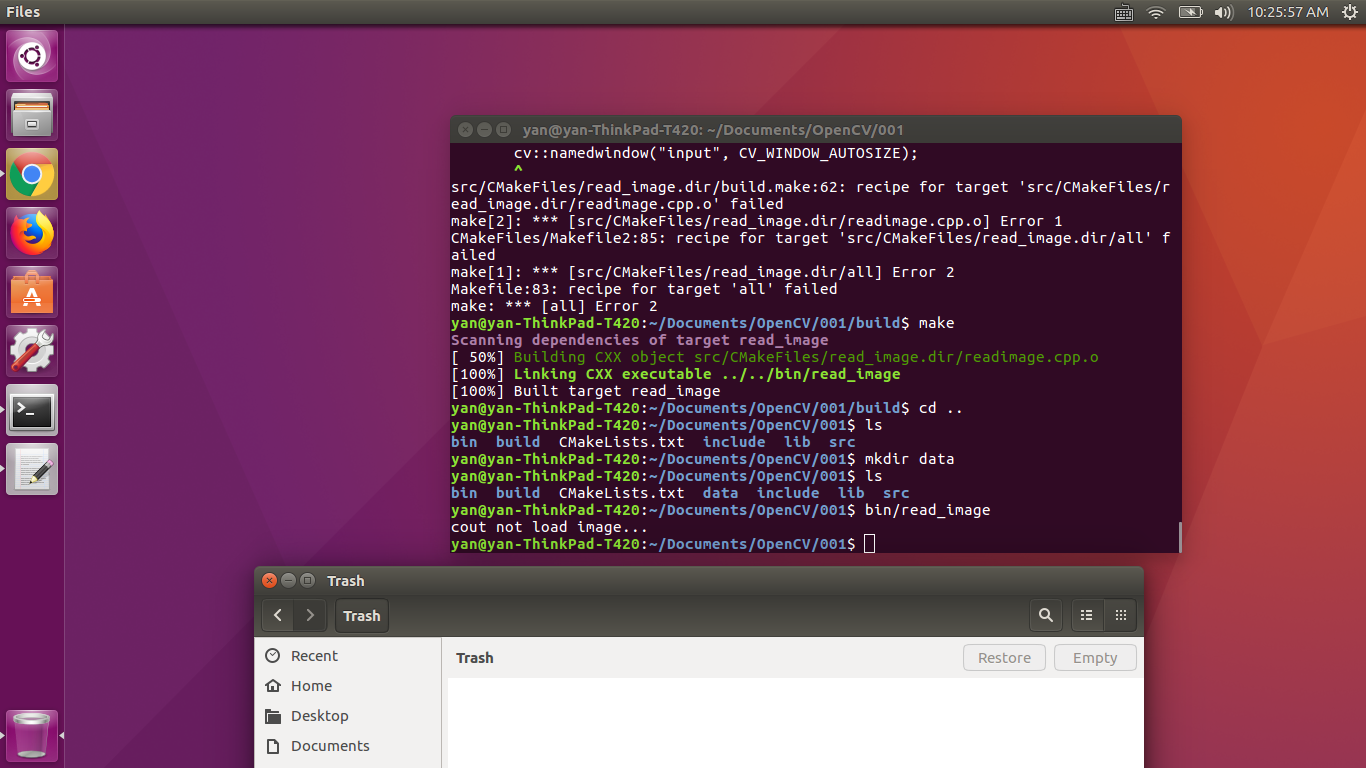 Files
10:25:57 AM
yan@yan-ThinkPad-T420: ~/Documents/OpenCV/001
cv::namedwindow("input", CV_WINDOW_AUTOSIZE);
^
src/CMakeFiles/read_image.dir/build.make:62: recipe for target 'src/CMakeFiles/r
ead_image.dir/readimage.cpp.o' failed
make[2]: *** [src/CMakeFiles/read_image.dir/readimage.cpp.o] Error 1
CMakeFiles/Makefile2:85: recipe for target 'src/CMakeFiles/read_image.dir/all' f
ailed
make[1]: *** [src/CMakeFiles/read_image.dir/all] Error 2
Makefile:83: recipe for target 'all' failed
make: *** [all] Error 2
yan@yan-ThinkPad-T420:~/Documents/OpenCV/001/build$ make
Scanning dependencies of target read_image
[ 50%] Building CXX object src/CMakeFiles/read_image.dir/readimage.cpp.o
[100%] Linking CXX executable ../../bin/read_image
[100%] Built target read_image
yan@yan-ThinkPad-T420:~/Documents/OpenCV/001/build$ cd ..
yan@yan-ThinkPad-T420:~/Documents/OpenCV/001$ ls
bin build CMakeLists.txt include lib src
yan@yan-ThinkPad-T420:~/Documents/OpenCV/001$ mkdir data
yan@yan-ThinkPad-T420:~/Documents/OpenCV/001$ ls
bin build CMakeLists.txt data include lib src
yan@yan-ThinkPad-T420:~/Documents/OpenCV/001$ bin/read_image
cout not load image...
yan@yan-ThinkPad-T420:~/Documents/OpenCV/001$
Trash
Trash
Recent
Home
Desktop
Documents
Trash
Restore
Empty